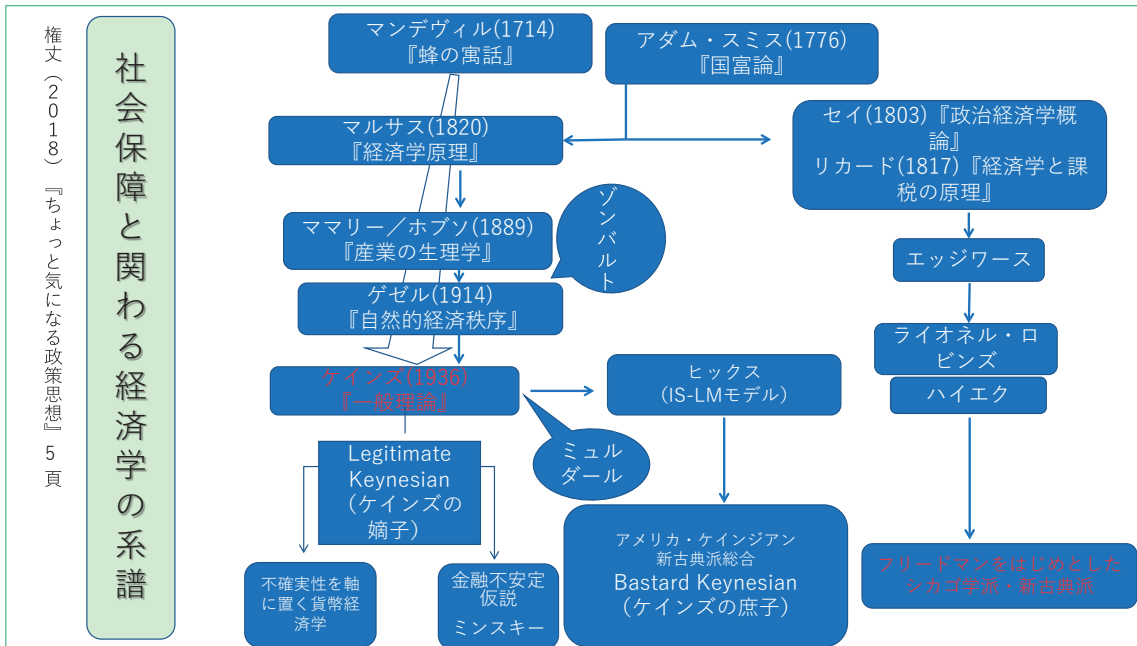 社会保障と関わる経済学の系譜
権丈（2018）『ちょっと気になる政策思想』5頁
マンデヴィル(1714)
『蜂の寓話』
アダム・スミス(1776)
『国富論』
マルサス(1820)
『経済学原理』
セイ(1803)『政治経済学概
論』
リカード(1817)『経済学と課
税の原理』
ママリー／ホブソ(1889)
『産業の生理学』
ゾンバルト
エッジワース
ゲゼル(1914)
『自然的経済秩序』
ライオネル・ロ
ビンズ
ハイエク
ケインズ(1936)
『一般理論』
ヒックス
(IS-LMモデル)
ミュル
ダール
Legitimate
Keynesian
（ケインズの
嫡子）
アメリカ・ケインジアン
新古典派総合
Bastard Keynesian
（ケインズの庶子）
フリードマンをはじめとした
シカゴ学派・新古典派
不確実性を軸
に置く貨幣経
済学
金融不安定
仮説
ミンスキー